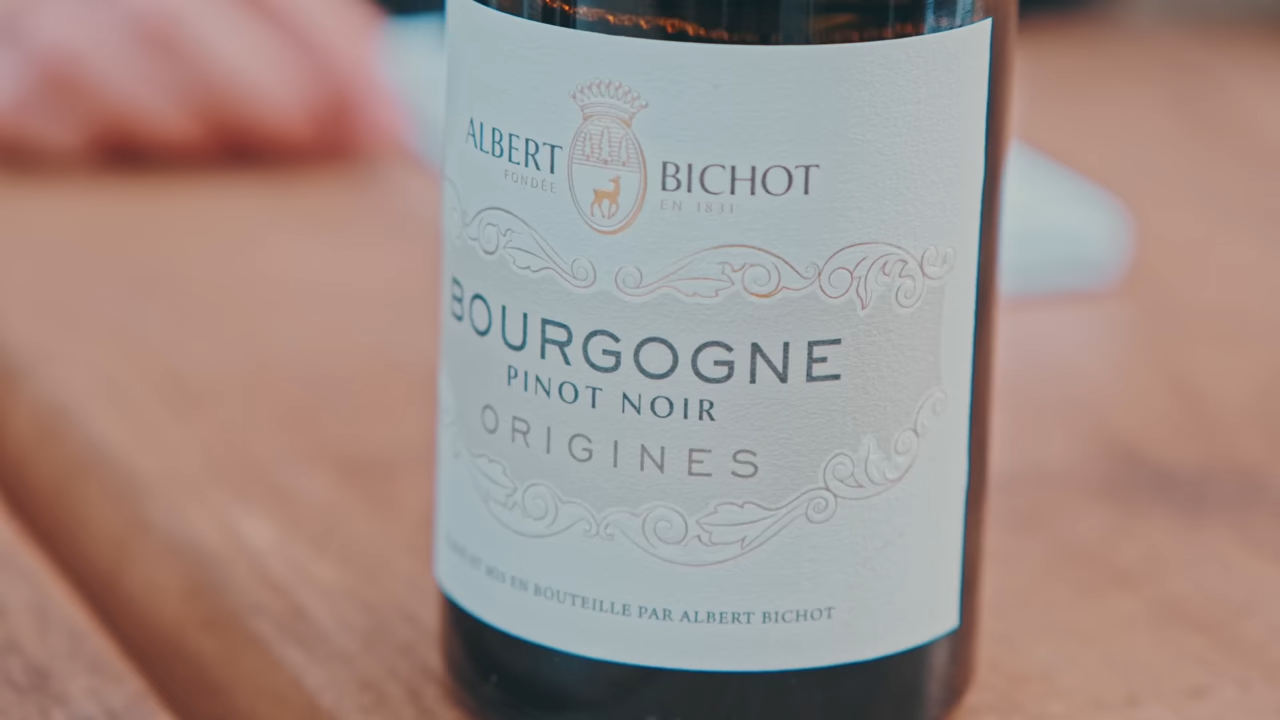 ALBERT BICHOT
FONDÉE EN 1831
BOURGOGNE
PINOT NOIR
ORIGINES
MIS EN BOUTEILLE PAR ALBERT BICHOT